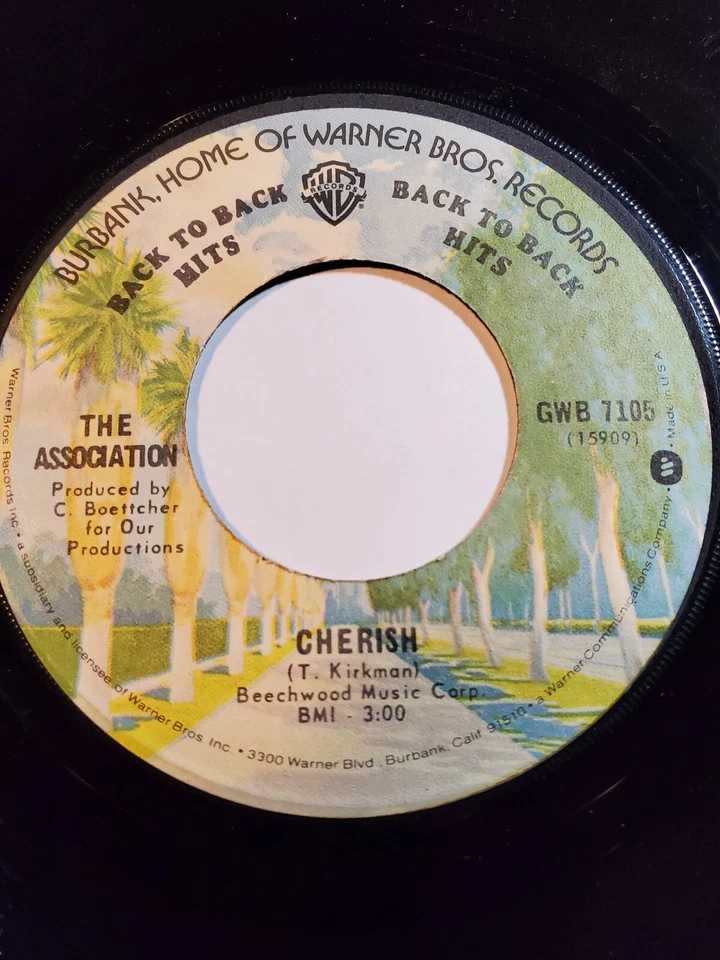 BURBANK, HOME OF WARNER BROS. RECORDS
BACK TO BACK
HITS
WB
RECORDS
®
BACK TO BACK
HITS
THE
ASSOCIATION
Produced by
C. Boettcher
for Our
Productions
GWB 7105
(15909)
CHERISH
(T. Kirkman)
Beechwood Music Corp.
BMI - 3:00
Warner Bros. Records Inc. • a subsidiary and licensee of Warner Bros. Inc. • 3300 Warner Blvd., Burbank, Calif. 91510 • a Warner Communications Company • Made in U.S.A.